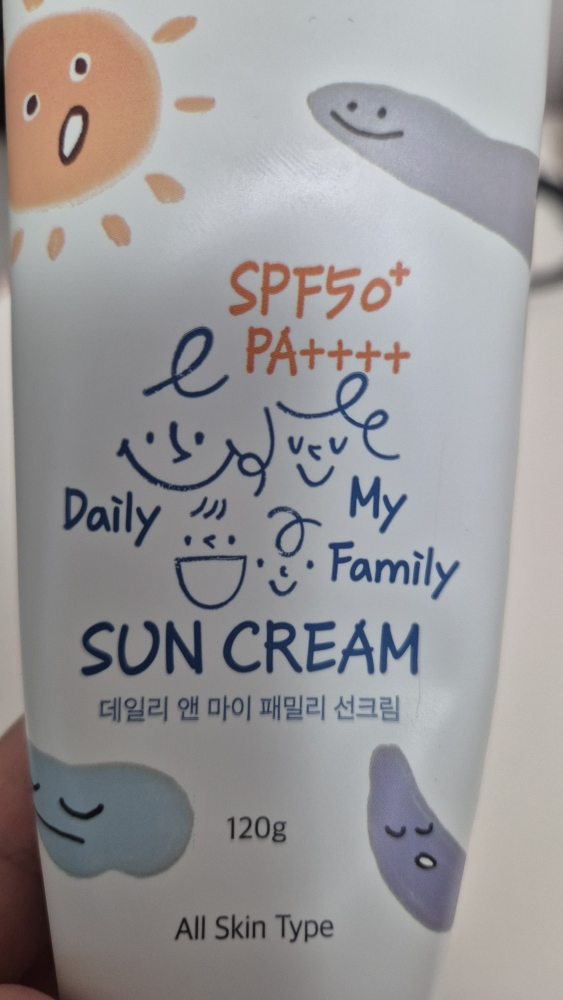 SPF50+
PA++++
Daily
My
Family
SUN CREAM
데일리 앤 마이 패밀리 선크림
120g
All Skin Type